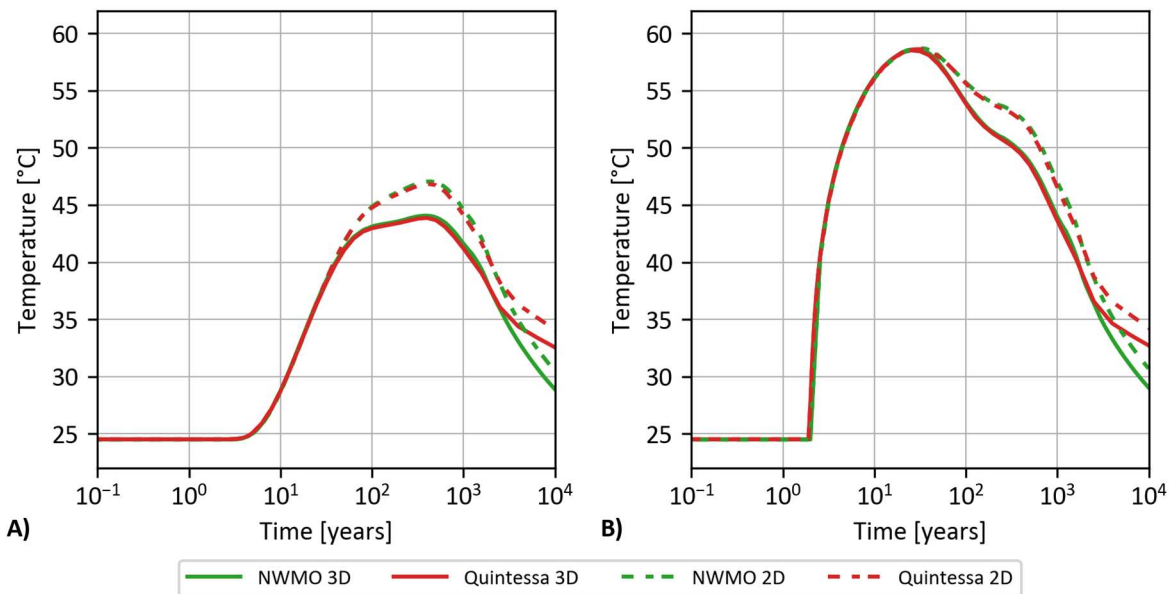 60
55
50
45
40
35
30
25
Temperature [°C]
10⁻¹ 10⁰ 10¹ 10² 10³ 10⁴
Time [years]
A)
60
55
50
45
40
35
30
25
Temperature [°C]
10⁻¹ 10⁰ 10¹ 10² 10³ 10⁴
Time [years]
B)
NWMO 3D Quintessa 3D NWMO 2D Quintessa 2D